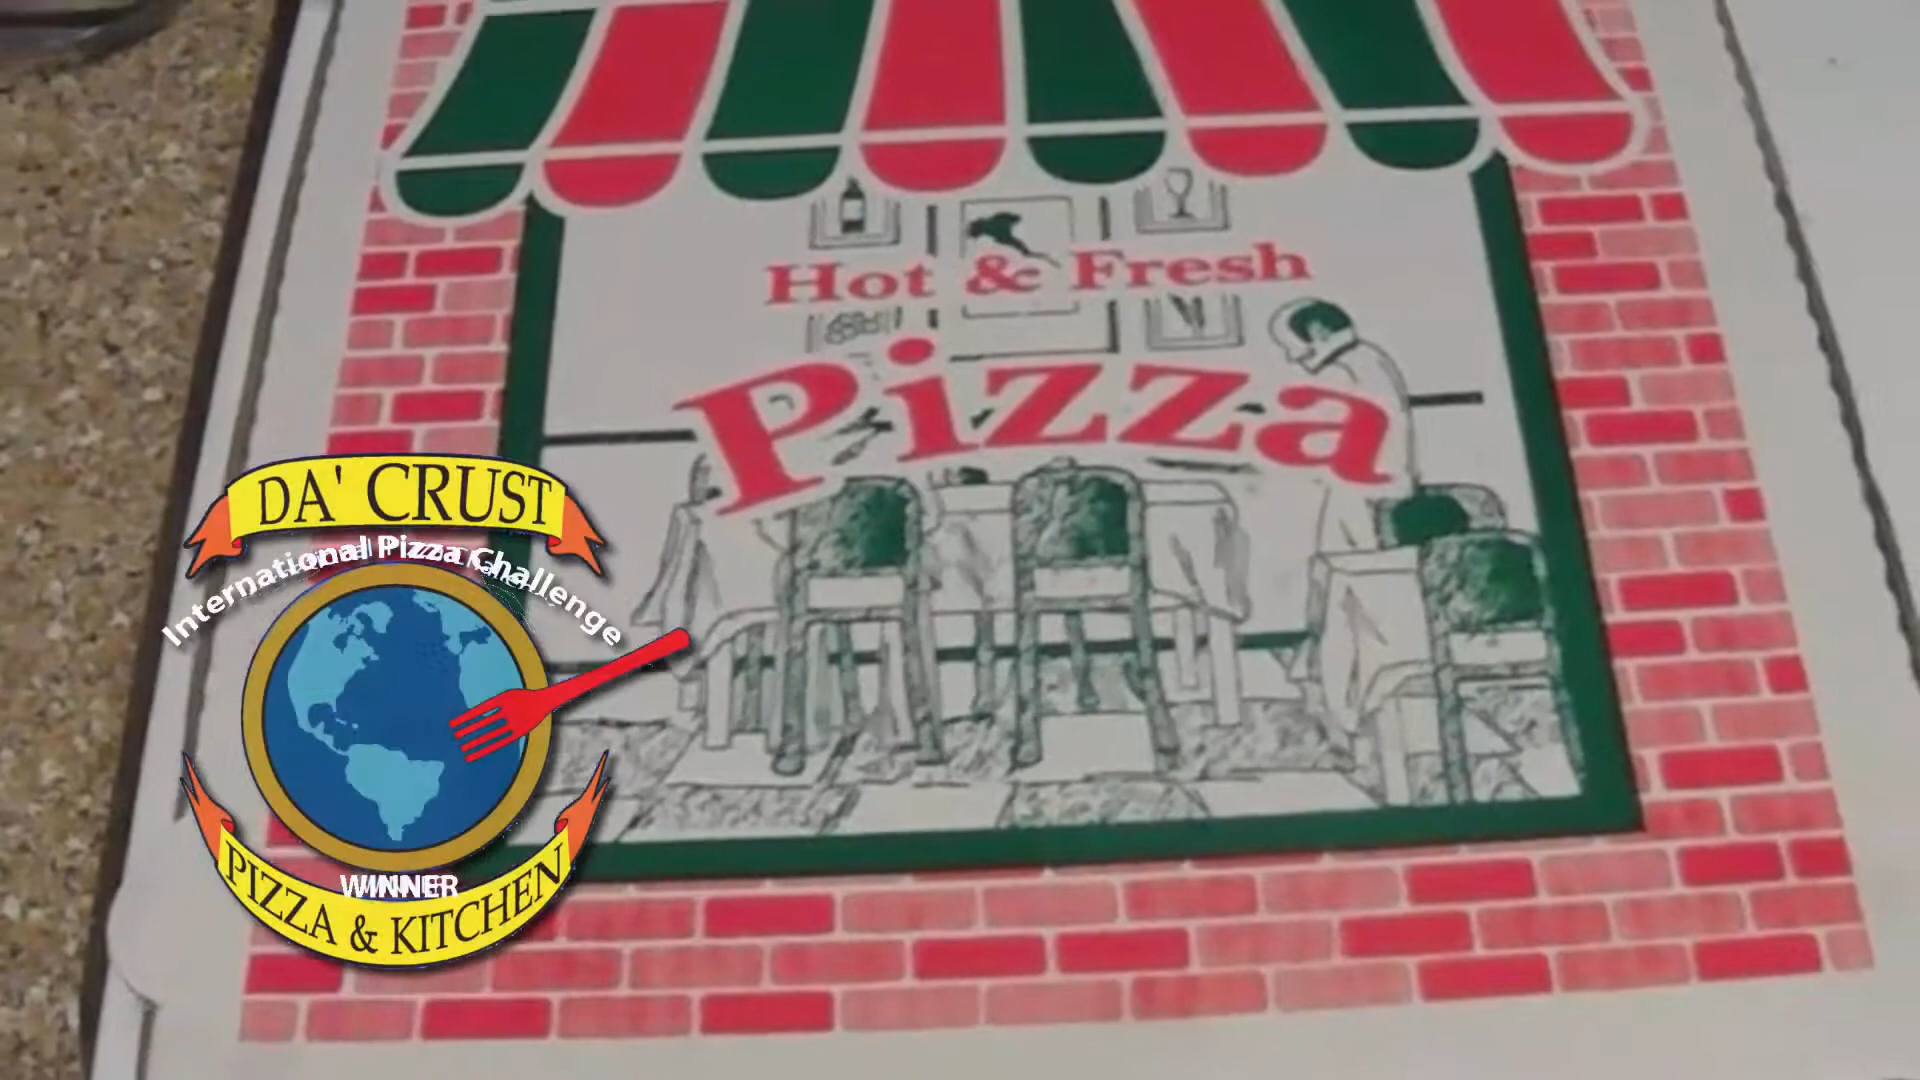 Hot & Fresh
Pizza
DA' CRUST
International Pizza Challenge
WINNER
PIZZA & KITCHEN